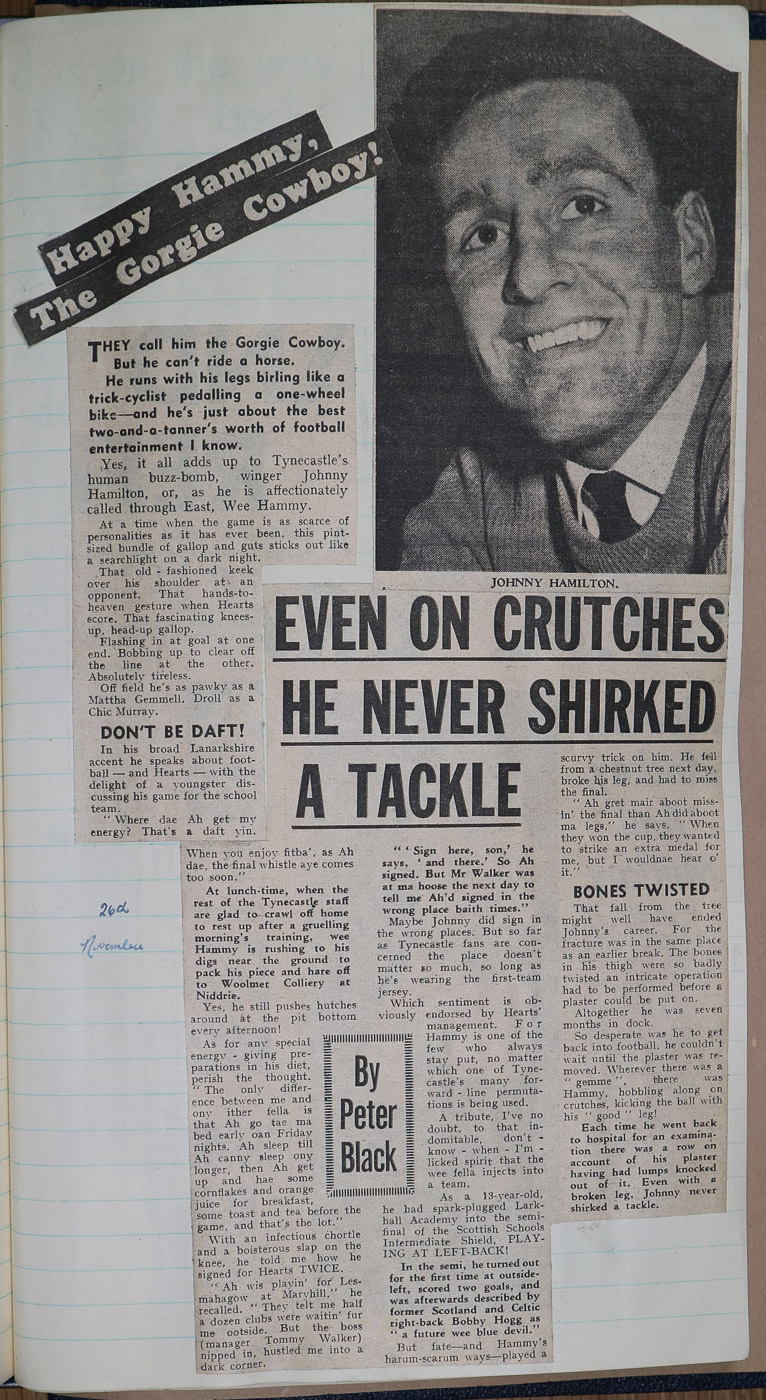 Happy Hammy,
The Gorgie Cowboy!
THEY call him the Gorgie Cowboy.
But he can't ride a horse.
He runs with his legs birling like a
trick-cyclist pedalling a one-wheel
bike—and he's just about the best
two-and-a-tanner's worth of football
entertainment I know.
Yes, it all adds up to Tynecastle's
human buzz-bomb, winger Johnny
Hamilton, or, as he is affectionately
called through East, Wee Hammy.
At a time when the game is as scarce of
personalities as it has ever been, this pint-
sized bundle of gallop and guts sticks out like
a searchlight on a dark night.
That old - fashioned keek
over his shoulder at an
opponent. That hands-to-
heaven gesture when Hearts
score. That fascinating knees-
up, head-up gallop.
Flashing in at goal at one
end. Bobbing up to clear off
the line at the other.
Absolutely tireless.
Off field he's as pawky as a
Mattha Gemmell. Droll as a
Chic Murray.
DON'T BE DAFT!
In his broad Lanarkshire
accent he speaks about foot-
ball — and Hearts — with the
delight of a youngster dis-
cussing his game for the school
team.
"Where dae Ah get my
energy? That's a daft yin.
JOHNNY HAMILTON.
EVEN ON CRUTCHES
HE NEVER SHIRKED
A TACKLE
26th
November
When you enjoy fitba', as Ah
dae, the final whistle aye comes
too soon."
At lunch-time, when the
rest of the Tynecastle staff
are glad to crawl off home
to rest up after a gruelling
morning's training, wee
Hammy is rushing to his
digs near the ground to
pack his piece and hare off
to Woolmet Colliery at
Niddrie.
Yes, he still pushes hutches
around at the pit bottom
every afternoon!
As for any special
energy - giving pre-
parations in his diet,
perish the thought.
"The only differ-
ence between me and
ony ither fella is
that Ah go tae ma
bed early oan Friday
nights. Ah sleep till
Ah canny sleep ony
longer, then Ah get
up and hae some
cornflakes and orange
juice for breakfast,
some toast and tea before the
game, and that's the lot."
With an infectious chortle
and a boisterous slap on the
knee, he told me how he
signed for Hearts TWICE.
"Ah wis playin' for Les-
mahagow at Maryhill," he
recalled. "They telt me half
a dozen clubs were waitin' fur
me ootside. But the boss
(manager Tommy Walker)
nipped in, hustled me into a
dark corner.
By
Peter
Black
"'Sign here, son,' he
says, 'and there.' So Ah
signed. But Mr Walker was
at ma hoose the next day to
tell me Ah'd signed in the
wrong place baith times."
Maybe Johnny did sign in
the wrong places. But so far
as Tynecastle fans are con-
cerned the place doesn't
matter so much, so long as
he's wearing the first-team
jersey.
Which sentiment is ob-
viously endorsed by Hearts'
management. For
Hammy is one of the
few who always
stay put, no matter
which one of Tyne-
castle's many for-
ward - line permuta-
tions is being used.
A tribute, I've no
doubt, to that in-
domitable, don't -
know - when - I'm -
licked spirit that the
wee fella injects into
a team.
As a 13-year-old,
he had spark-plugged Lark-
hall Academy into the semi-
final of the Scottish Schools
Intermediate Shield, PLAY-
ING AT LEFT-BACK!
In the semi, he turned out
for the first time at outside-
left, scored two goals, and
was afterwards described by
former Scotland and Celtic
right-back Bobby Hogg as
"a future wee blue devil."
But fate—and Hammy's
harum-scarum ways—played a
scurvy trick on him. He fell
from a chestnut tree next day,
broke his leg, and had to miss
the final.
"Ah gret mair aboot miss-
in' the final than Ah did aboot
ma legs," he says. "When
they won the cup, they wanted
to strike an extra medal for
me, but I wouldnae hear o'
it."
BONES TWISTED
That fall from the tree
might well have ended
Johnny's career. For the
fracture was in the same place
as an earlier break. The bones
in his thigh were so badly
twisted an intricate operation
had to be performed before a
plaster could be put on.
Altogether he was seven
months in dock.
So desperate was he to get
back into football, he couldn't
wait until the plaster was re-
moved. Wherever there was a
"gemme", there was
Hammy, hobbling along on
crutches, kicking the ball with
his "good" leg!
Each time he went back
to hospital for an examina-
tion there was a row on
account of his plaster
having had lumps knocked
out of it. Even with a
broken leg, Johnny never
shirked a tackle.